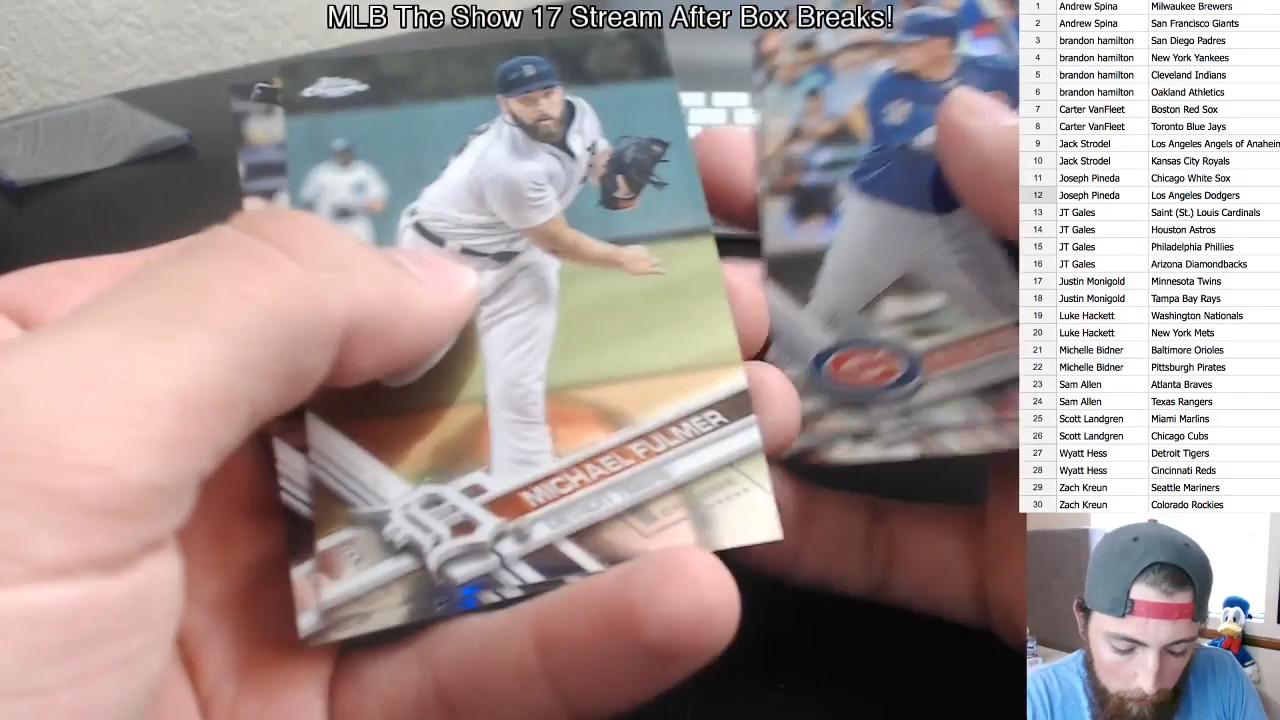 MLB The Show 17 Stream After Box Breaks!
1 Andrew Spina Milwaukee Brewers
2 Andrew Spina San Francisco Giants
3 brandon hamilton San Diego Padres
4 brandon hamilton New York Yankees
5 brandon hamilton Cleveland Indians
6 brandon hamilton Oakland Athletics
7 Carter VanFleet Boston Red Sox
8 Carter VanFleet Toronto Blue Jays
9 Jack Strodel Los Angeles Angels of Anaheim
10 Jack Strodel Kansas City Royals
11 Joseph Pineda Chicago White Sox
12 Joseph Pineda Los Angeles Dodgers
13 JT Gales Saint (St.) Louis Cardinals
14 JT Gales Houston Astros
15 JT Gales Philadelphia Phillies
16 JT Gales Arizona Diamondbacks
17 Justin Monigold Minnesota Twins
18 Justin Monigold Tampa Bay Rays
19 Luke Hackett Washington Nationals
20 Luke Hackett New York Mets
21 Michelle Bidner Baltimore Orioles
22 Michelle Bidner Pittsburgh Pirates
23 Sam Allen Atlanta Braves
24 Sam Allen Texas Rangers
25 Scott Landgren Miami Marlins
26 Scott Landgren Chicago Cubs
27 Wyatt Hess Detroit Tigers
28 Wyatt Hess Cincinnati Reds
29 Zach Kreun Seattle Mariners
30 Zach Kreun Colorado Rockies
Chrome
MICHAEL FULMER